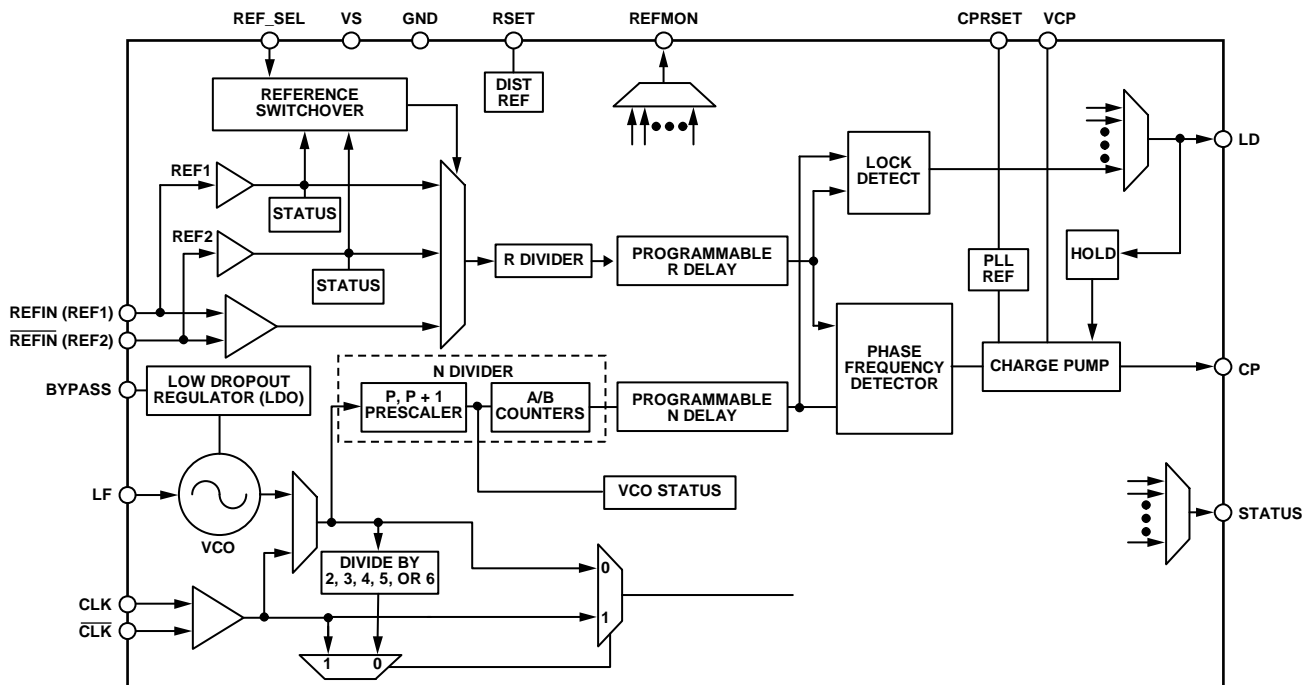 REF_SEL
VS
GND
RSET
REFMON
CPRSET
VCP
DIST
REF
REFERENCE
SWITCHOVER
LD
LOCK
DETECT
REF1
STATUS
REF2
STATUS
R DIVIDER
PROGRAMMABLE
R DELAY
PLL
REF
HOLD
REFIN (REF1)
REFIN (REF2)
PHASE
FREQUENCY
DETECTOR
CHARGE PUMP
CP
BYPASS
LOW DROPOUT
REGULATOR (LDO)
N DIVIDER
P, P + 1
PRESCALER
A/B
COUNTERS
PROGRAMMABLE
N DELAY
LF
VCO
VCO STATUS
STATUS
DIVIDE BY
2, 3, 4, 5, OR 6
0
CLK
CLK
1
1
0